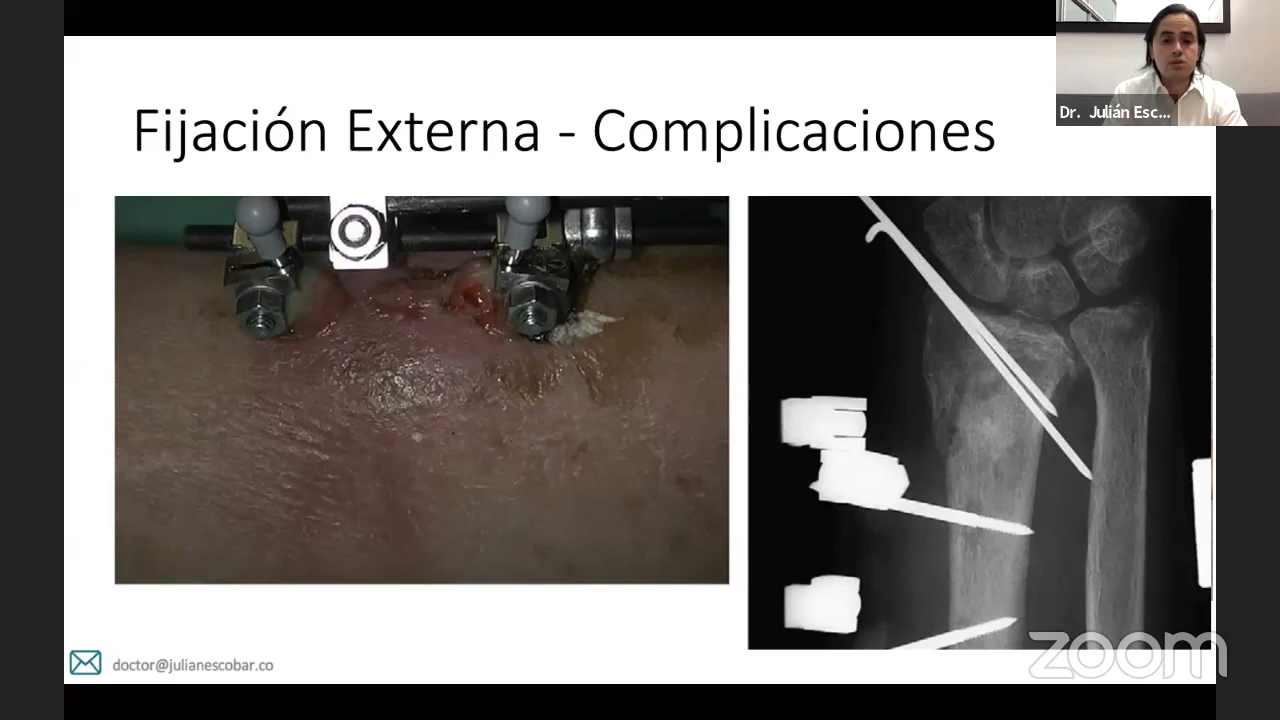 Fijación Externa - Complicaciones
Dr. Julián Esc...
doctor@julianescobar.co
zoom